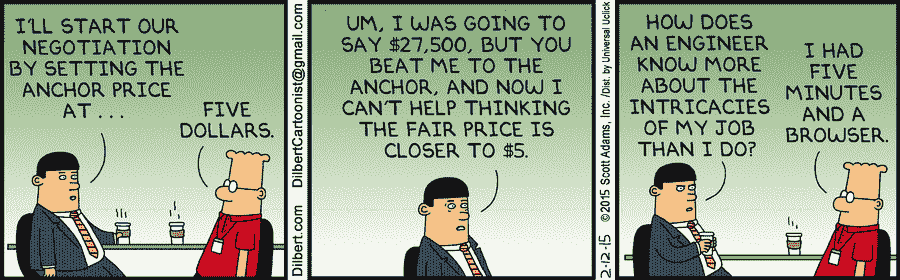 I'LL START OUR
NEGOTIATION
BY SETTING THE
ANCHOR PRICE
AT...
FIVE
DOLLARS.
Dilbert.com DilbertCartoonist@gmail.com
UM, I WAS GOING TO
SAY $27,500, BUT YOU
BEAT ME TO THE
ANCHOR, AND NOW I
CAN'T HELP THINKING
THE FAIR PRICE IS
CLOSER TO $5.
2-12-15 ©2015 Scott Adams, Inc. /Dist. by Universal Uclick
HOW DOES
AN ENGINEER
KNOW MORE
ABOUT THE
INTRICACIES
OF MY JOB
THAN I DO?
I HAD
FIVE
MINUTES
AND A
BROWSER.